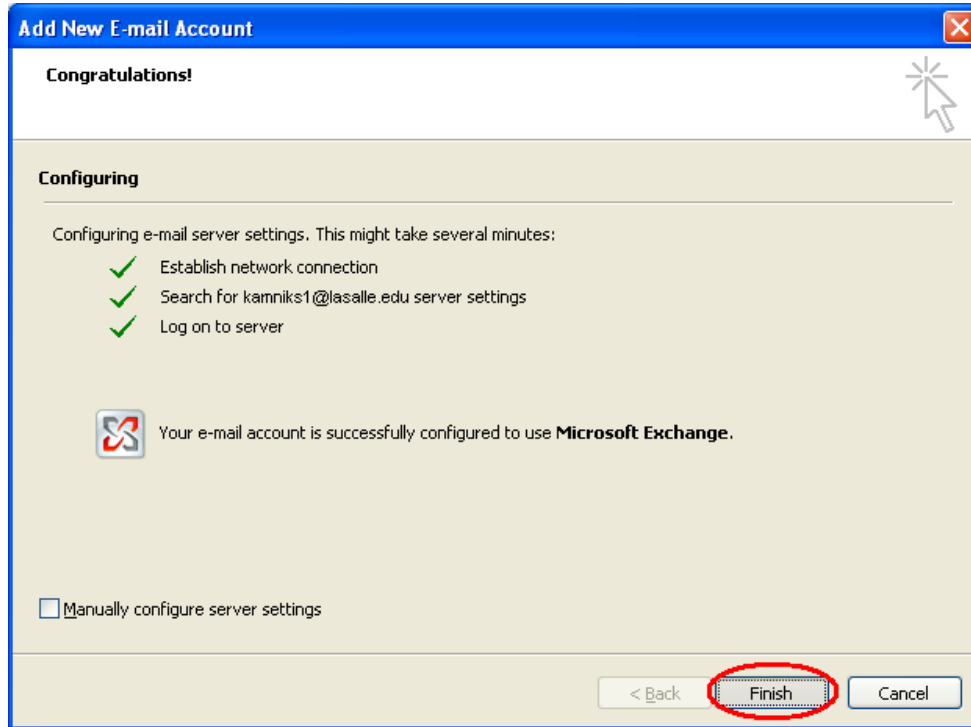 Add New E-mail Account
Congratulations!
Configuring
Configuring e-mail server settings. This might take several minutes:
Establish network connection
Search for kamniks1@lasalle.edu server settings
Log on to server
Your e-mail account is successfully configured to use Microsoft Exchange.
Manually configure server settings
< Back Finish Cancel